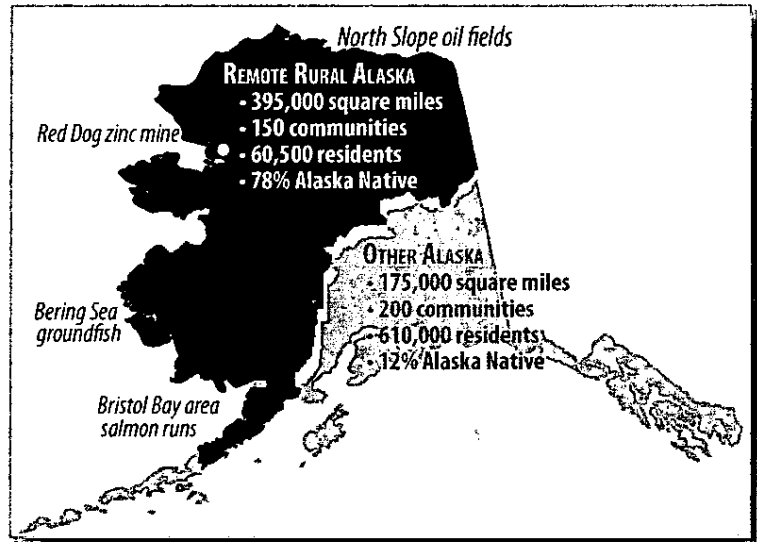 North Slope oil fields
REMOTE RURAL ALASKA
• 395,000 square miles
• 150 communities
• 60,500 residents
• 78% Alaska Native
Red Dog zinc mine
OTHER ALASKA
• 175,000 square miles
• 200 communities
• 610,000 residents
• 12% Alaska Native
Bering Sea
groundfish
Bristol Bay area
salmon runs